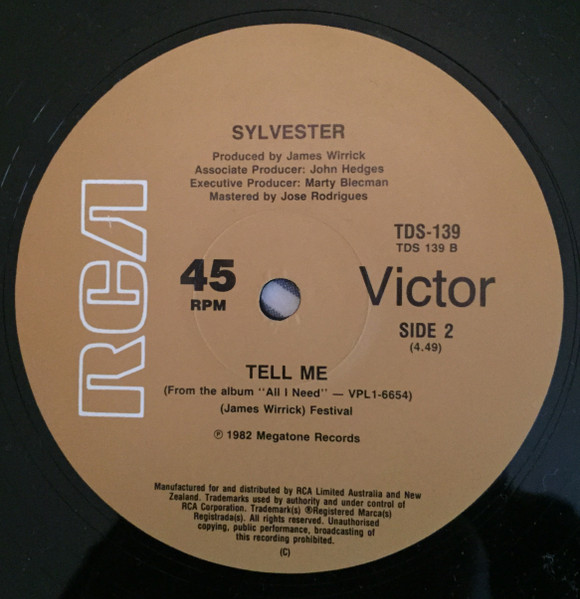 SYLVESTER
Produced by James Wirrick
Associate Producer: John Hedges
Executive Producer: Marty Blecman
Mastered by Jose Rodrigues
RCA
TDS-139
TDS 139 B
45
RPM
Victor
SIDE 2
(4.49)
TELL ME
(From the album "All I Need" — VPL1-6654)
(James Wirrick) Festival
℗ 1982 Megatone Records
Manufactured for and distributed by RCA Limited Australia and New
Zealand. Trademarks used by authority and under control of
RCA Corporation. Trademark(s) ®Registered Marca(s)
Registrada(s). All rights reserved. Unauthorised
copying, public performance, broadcasting of
this recording prohibited.
(C)